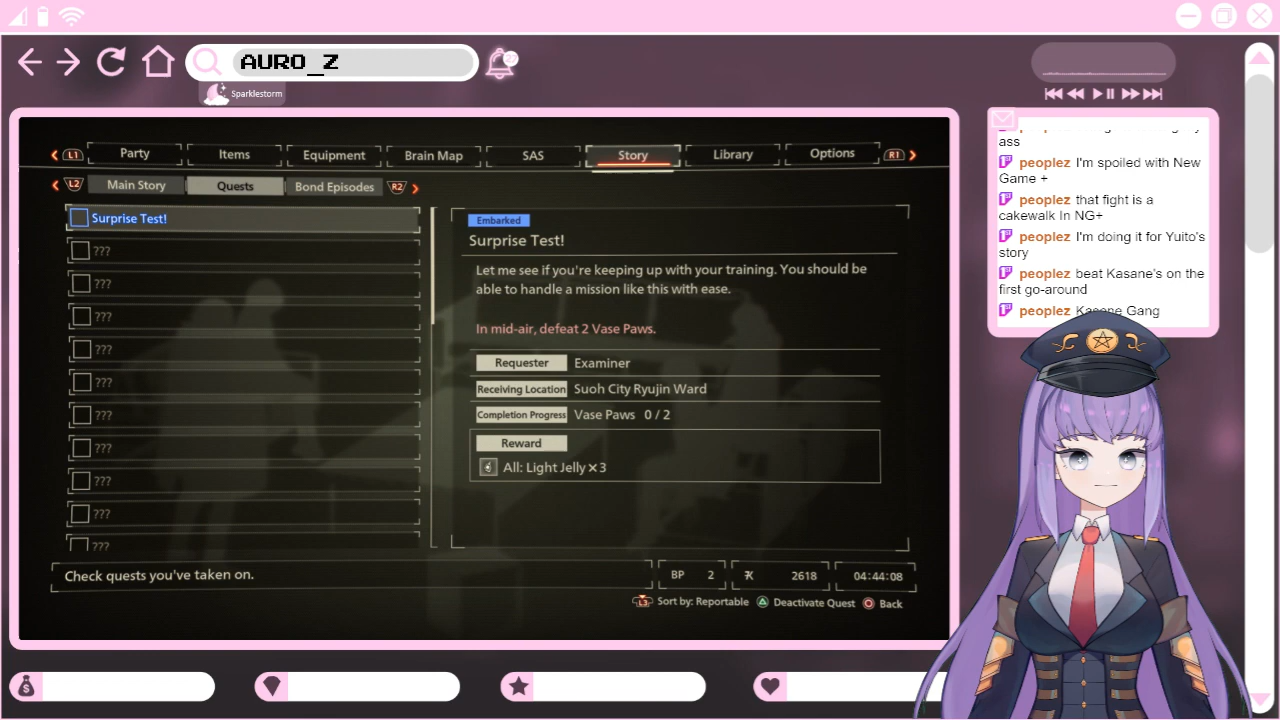 AURO_Z
Sparklestorm
L1 Party Items Equipment Brain Map SAS Story Library Options R1
L2 Main Story Quests Bond Episodes R2
Surprise Test!
???
???
???
???
???
???
???
???
???
???
Embarked
Surprise Test!
Let me see if you're keeping up with your training. You should be
able to handle a mission like this with ease.
In mid-air, defeat 2 Vase Paws.
Requester Examiner
Receiving Location Suoh City Ryujin Ward
Completion Progress Vase Paws 0 / 2
Reward
All: Light Jelly×3
Check quests you've taken on.
BP 2
2618
04:44:08
L3 Sort by: Reportable Deactivate Quest Back
ass
peoplez I'm spoiled with New
Game +
peoplez that fight is a
cakewalk In NG+
peoplez I'm doing it for Yuito's
story
peoplez beat Kasane's on the
first go-around
peoplez Kasane Gang